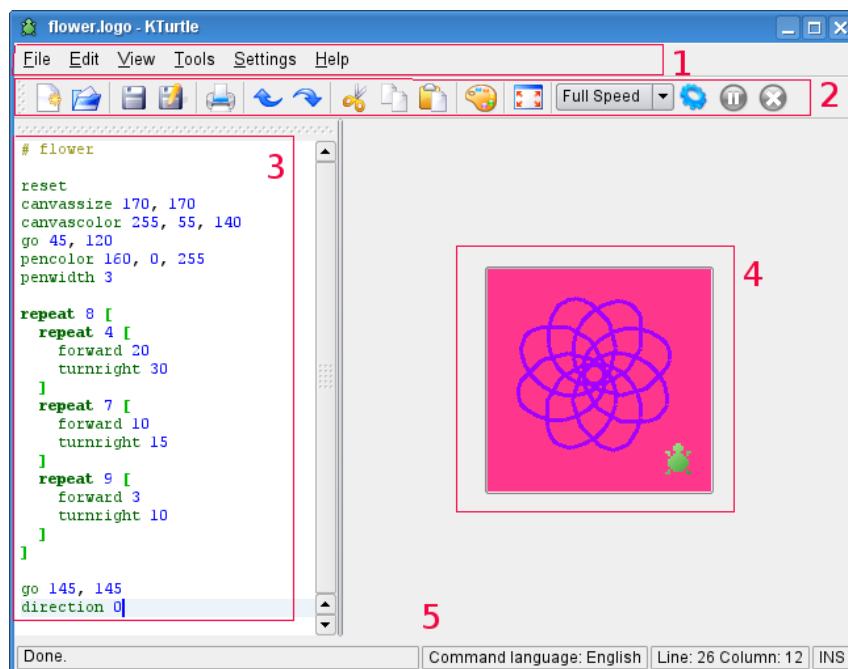 flower.logo - KTurtle
File Edit View Tools Settings Help
1
Full Speed
2
3
# flower
reset
canvassize 170, 170
canvascolor 255, 55, 140
go 45, 120
pencolor 160, 0, 255
penwidth 3
repeat 8 [
repeat 4 [
forward 20
turnright 30
]
repeat 7 [
forward 10
turnright 15
]
repeat 9 [
forward 3
turnright 10
]
]
go 145, 145
direction 0
4
5
Done.
Command language: English
Line: 26 Column: 12
INS